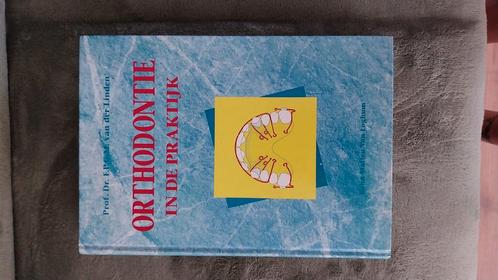 Prof. Dr. F.P.G.M. van der Linden
ORTHODONTIE
IN DE PRAKTIJK
Bohn Stafleu Van Loghum